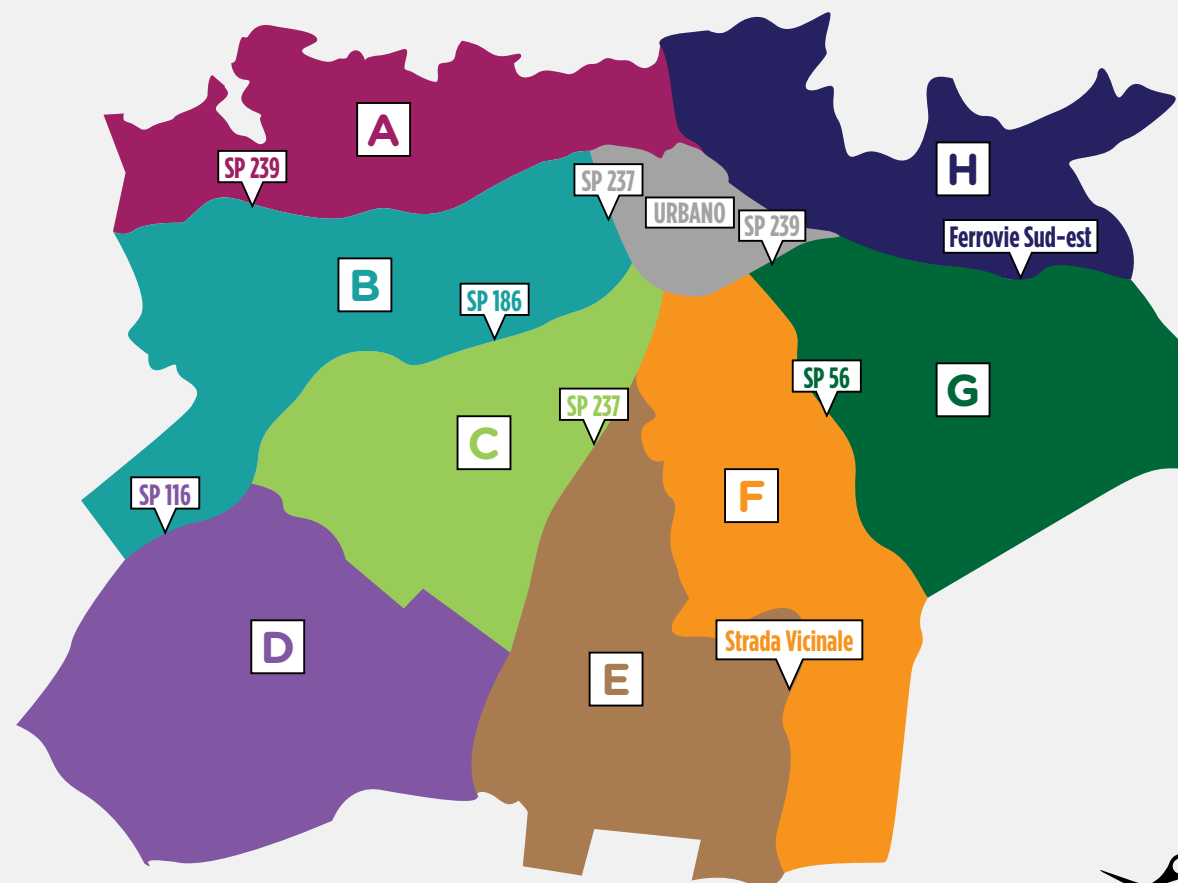 A
SP 239
H
SP 237
URBANO
SP 239
Ferrovie Sud-est
B
SP 186
SP 56
G
SP 237
C
F
SP 116
D
Strada Vicinale
E